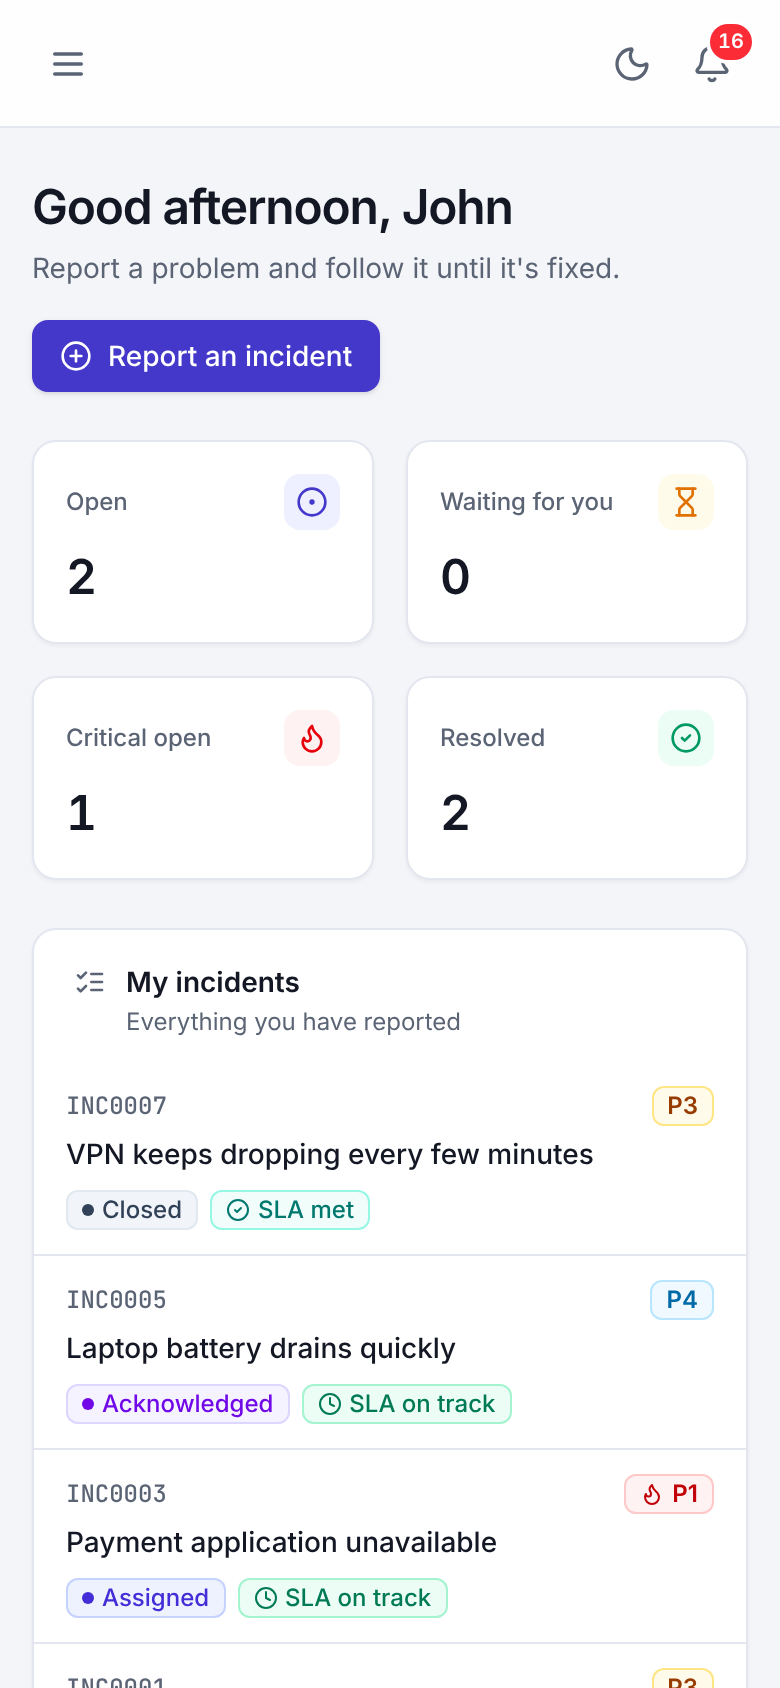 16
Good afternoon, John
Report a problem and follow it until it's fixed.
Report an incident
Open
2
Waiting for you
0
Critical open
1
Resolved
2
My incidents
Everything you have reported
INC0007
P3
VPN keeps dropping every few minutes
Closed
SLA met
INC0005
P4
Laptop battery drains quickly
Acknowledged
SLA on track
INC0003
P1
Payment application unavailable
Assigned
SLA on track
INC0001
P3